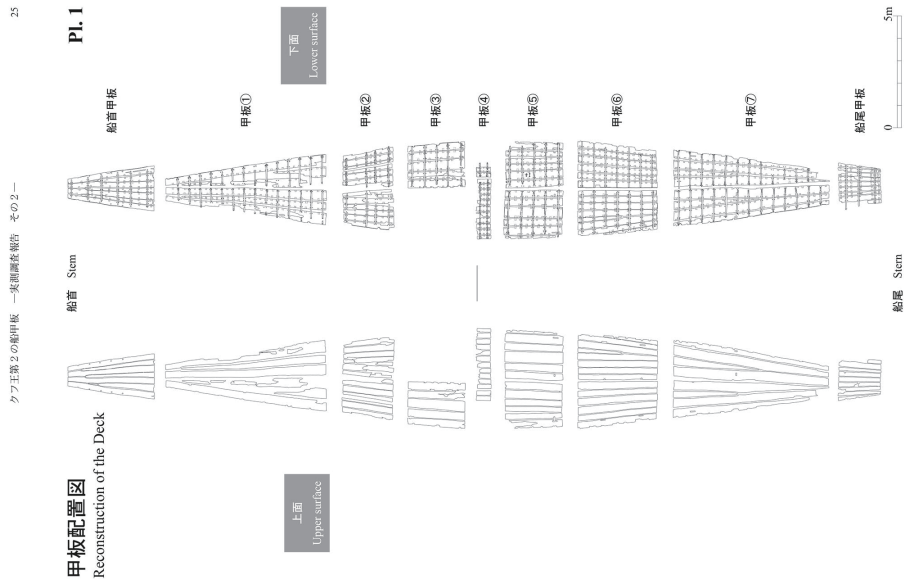 クフ王第2の船甲板　―実測調査報告　その2―
25
甲板配置図
Reconstruction of the Deck
Pl. 1
上面
Upper surface
下面
Lower surface
船首　Stem
船尾　Stern
船首甲板
甲板①
甲板②
甲板③
甲板④
甲板⑤
甲板⑥
甲板⑦
船尾甲板
0
5m